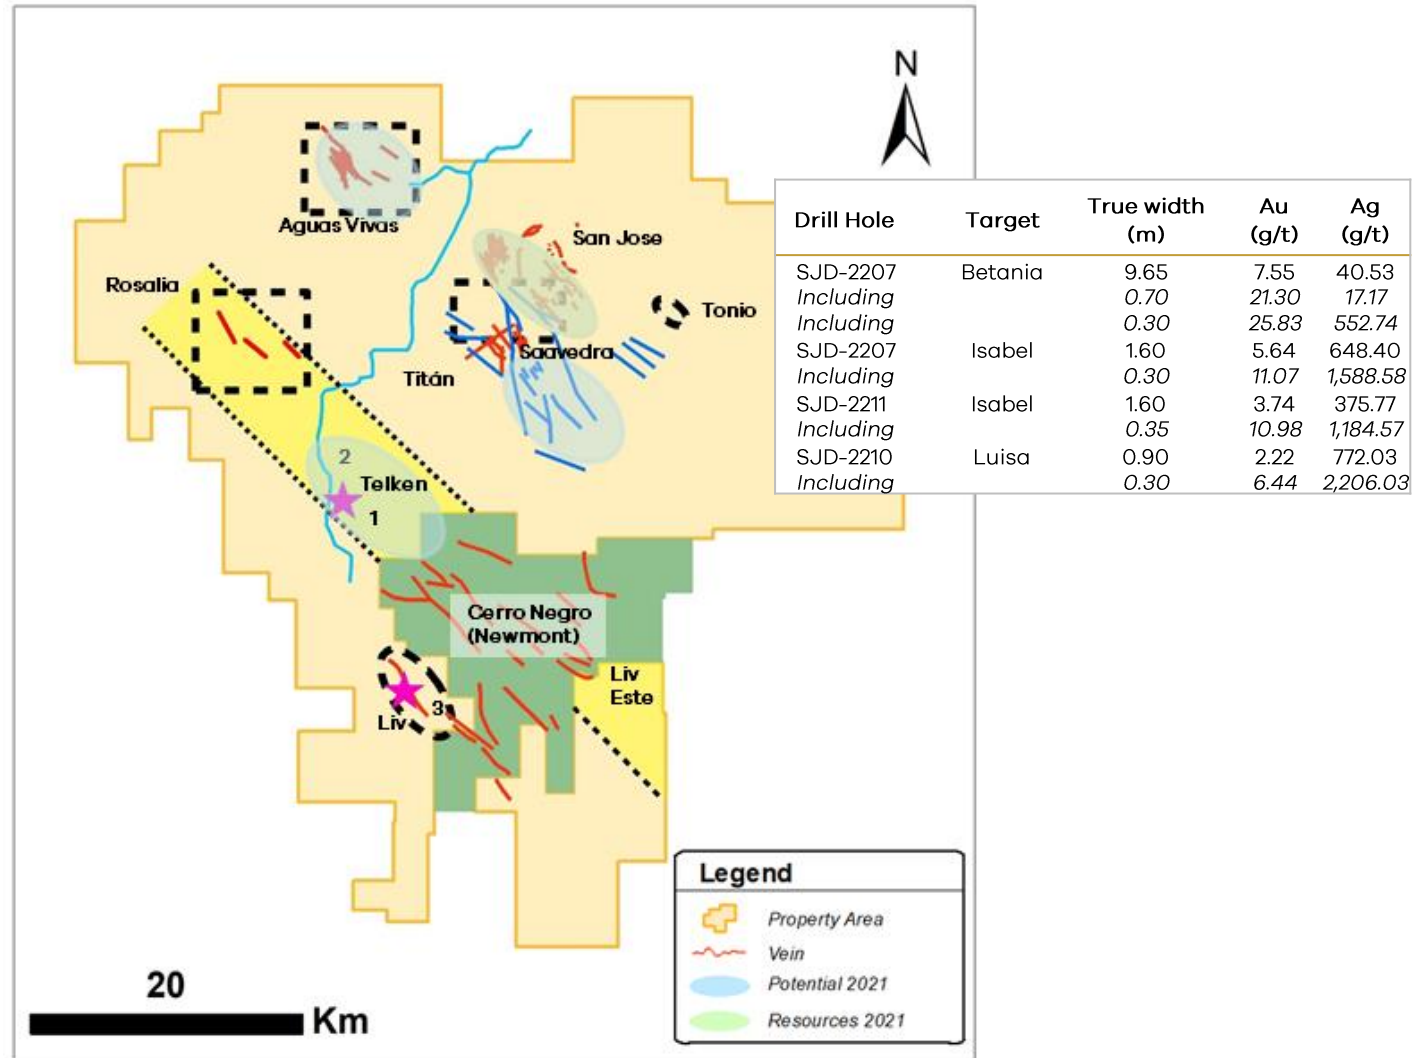 N
Aguas Vivas
San Jose
Rosalia
Tonio
Saavedra
Titán
2
Telken
1
Cerro Negro
(Newmont)
Liv
Este
3
Liv
20
Km
Legend
Property Area
Vein
Potential 2021
Resources 2021
Drill Hole Target True width (m) Au (g/t) Ag (g/t)
SJD-2207 Betania 9.65 7.55 40.53
Including 0.70 21.30 17.17
Including 0.30 25.83 552.74
SJD-2207 Isabel 1.60 5.64 648.40
Including 0.30 11.07 1,588.58
SJD-2211 Isabel 1.60 3.74 375.77
Including 0.35 10.98 1,184.57
SJD-2210 Luisa 0.90 2.22 772.03
Including 0.30 6.44 2,206.03